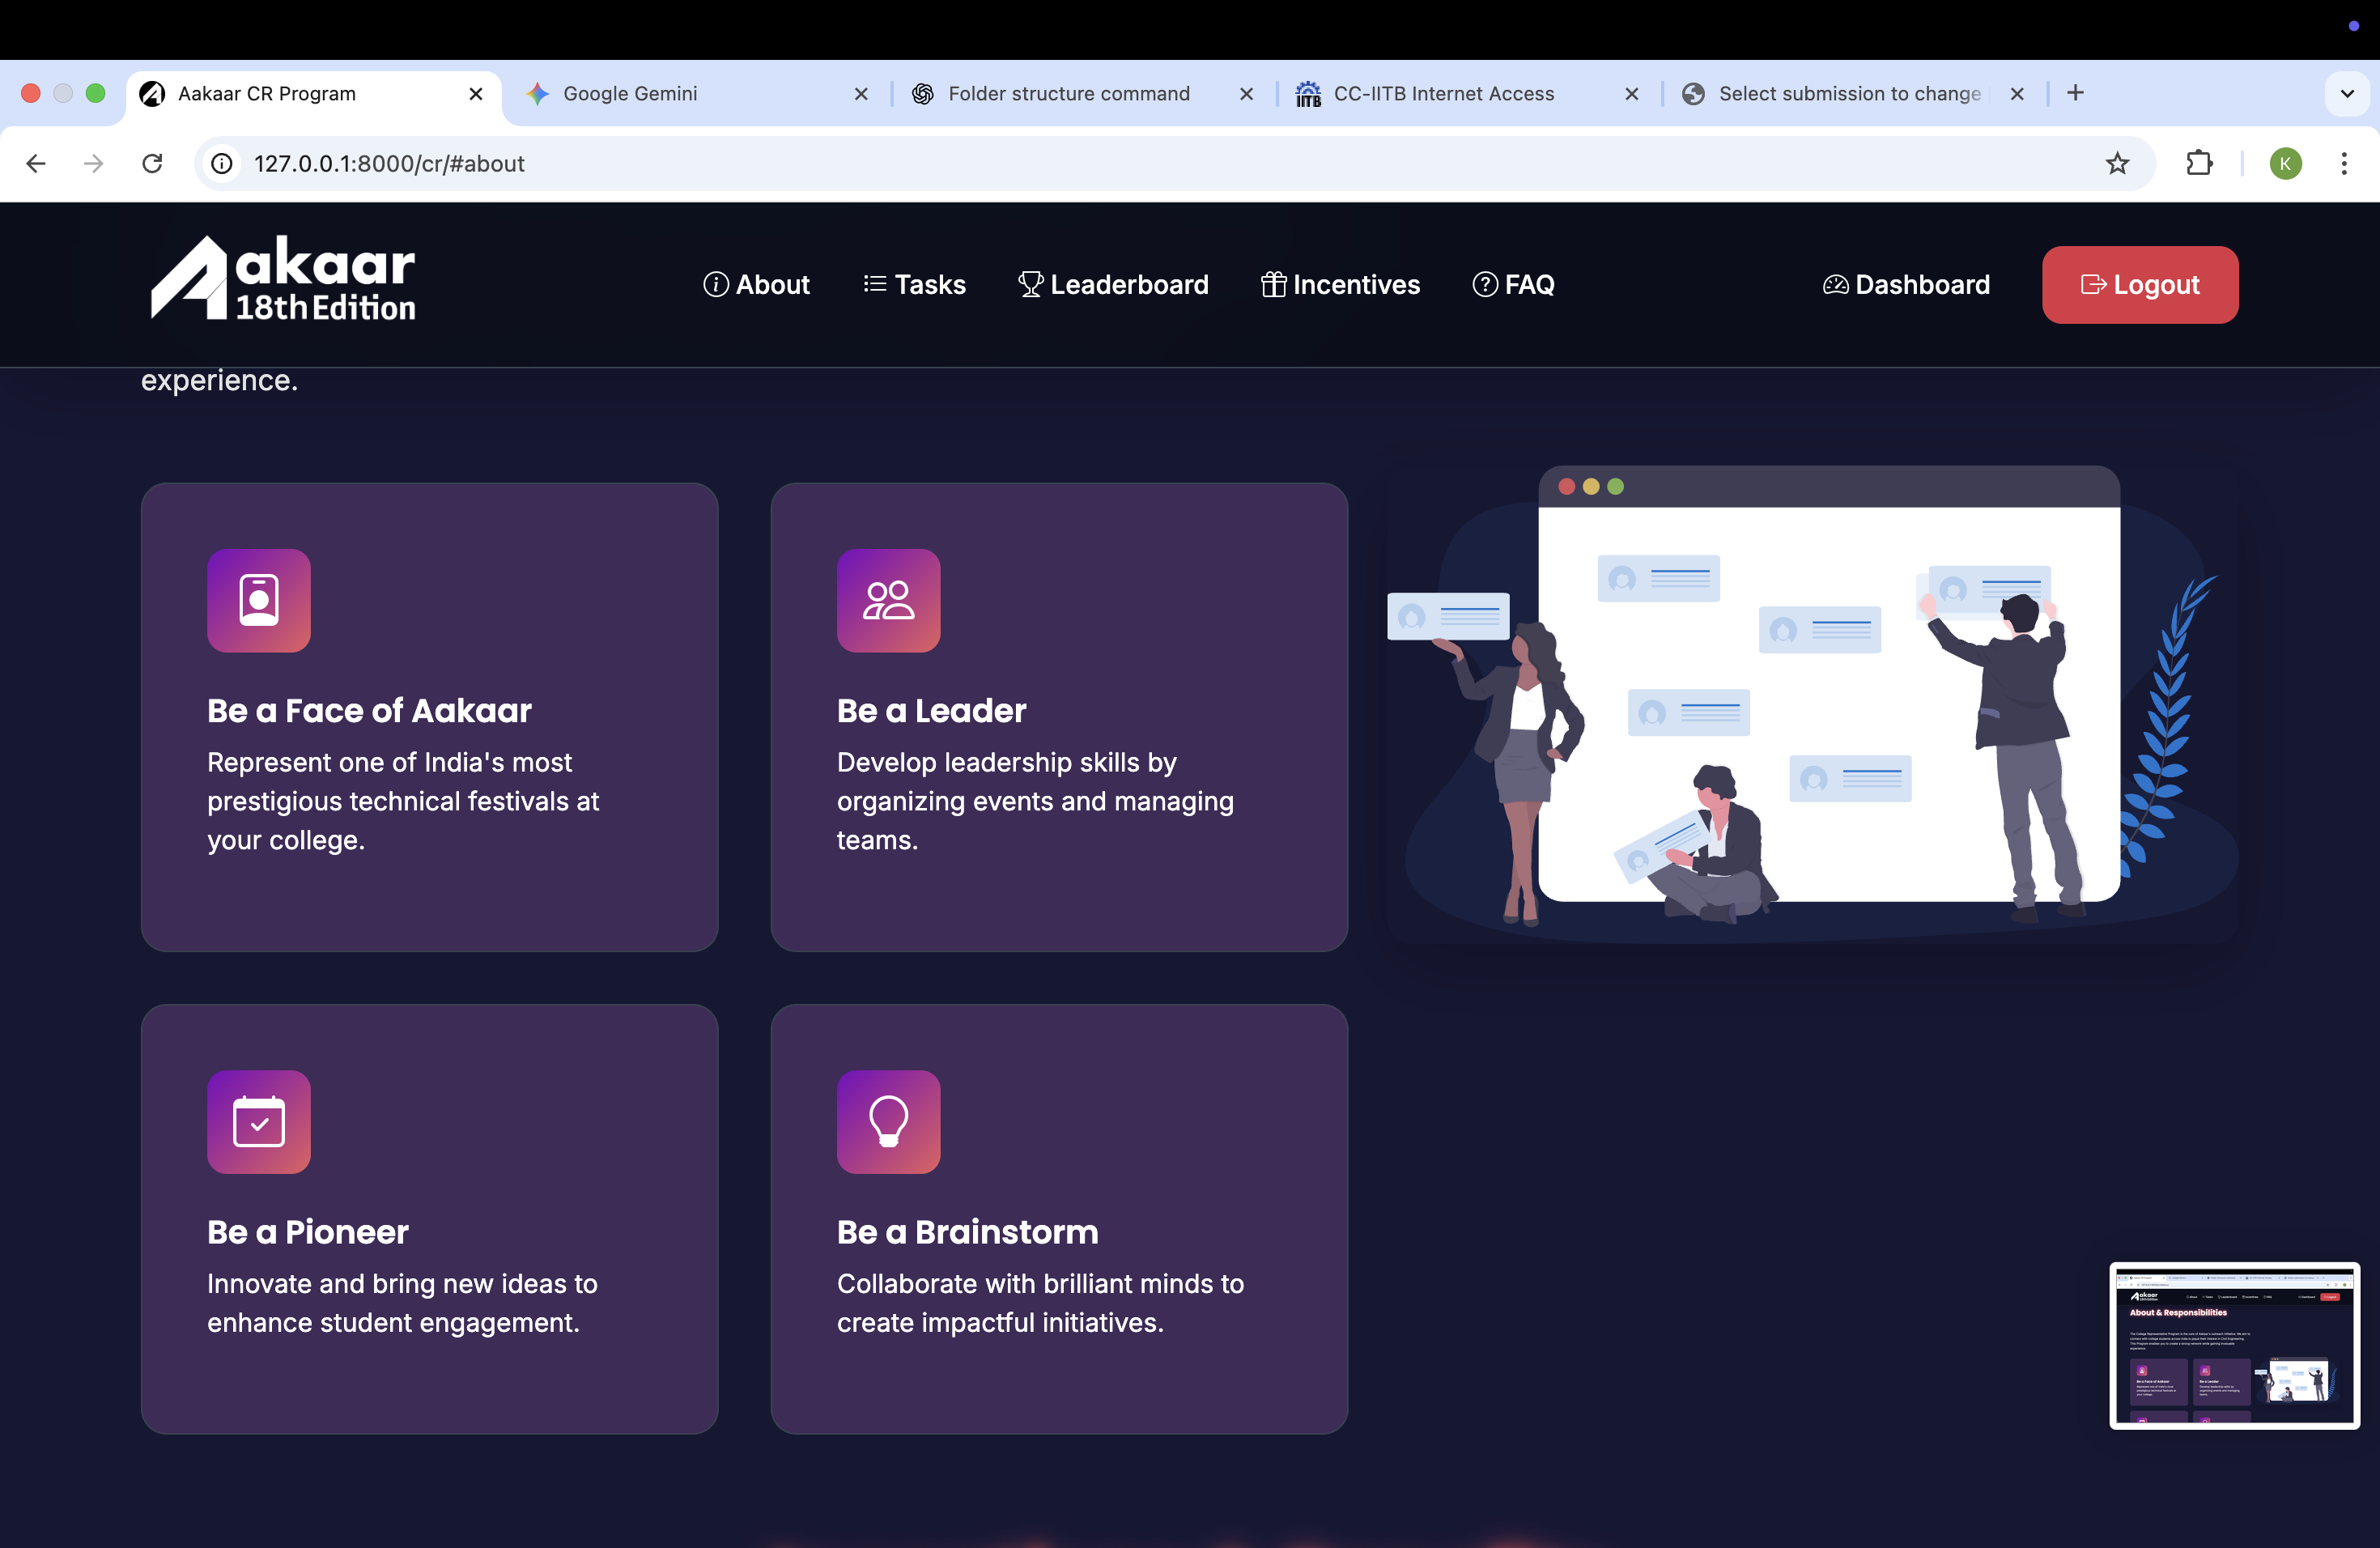 Aakaar CR Program
Google Gemini
Folder structure command
CC-IITB Internet Access
Select submission to change
127.0.0.1:8000/cr/#about
K
Aakaar
18th Edition
About
Tasks
Leaderboard
Incentives
FAQ
Dashboard
Logout
experience.
Be a Face of Aakaar
Represent one of India's most
prestigious technical festivals at
your college.
Be a Leader
Develop leadership skills by
organizing events and managing
teams.
Be a Pioneer
Innovate and bring new ideas to
enhance student engagement.
Be a Brainstorm
Collaborate with brilliant minds to
create impactful initiatives.
About & Responsibilities